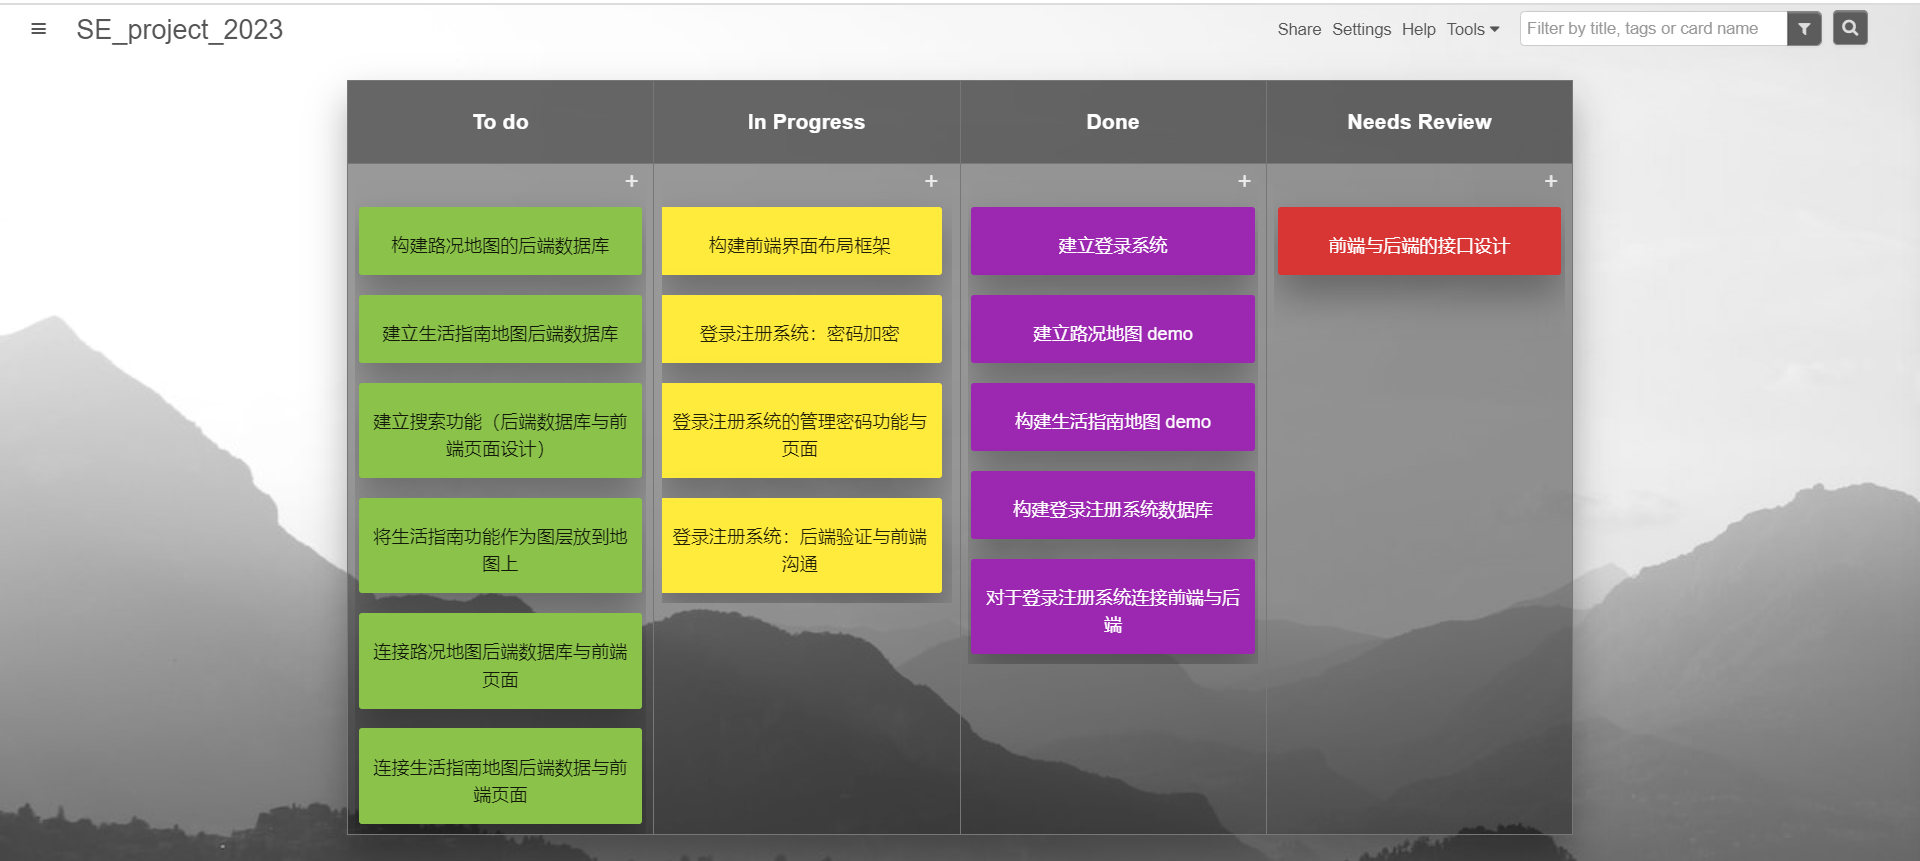 SE_project_2023
Share Settings Help Tools
Filter by title, tags or card name
To do
构建路况地图的后端数据库
建立生活指南地图后端数据库
建立搜索功能（后端数据库与前
端页面设计）
将生活指南功能作为图层放到地
图上
连接路况地图后端数据库与前端
页面
连接生活指南地图后端数据与前
端页面
In Progress
构建前端界面布局框架
登录注册系统：密码加密
登录注册系统的管理密码功能与
页面
登录注册系统：后端验证与前端
沟通
Done
建立登录系统
建立路况地图 demo
构建生活指南地图 demo
构建登录注册系统数据库
对于登录注册系统连接前端与后
端
Needs Review
前端与后端的接口设计